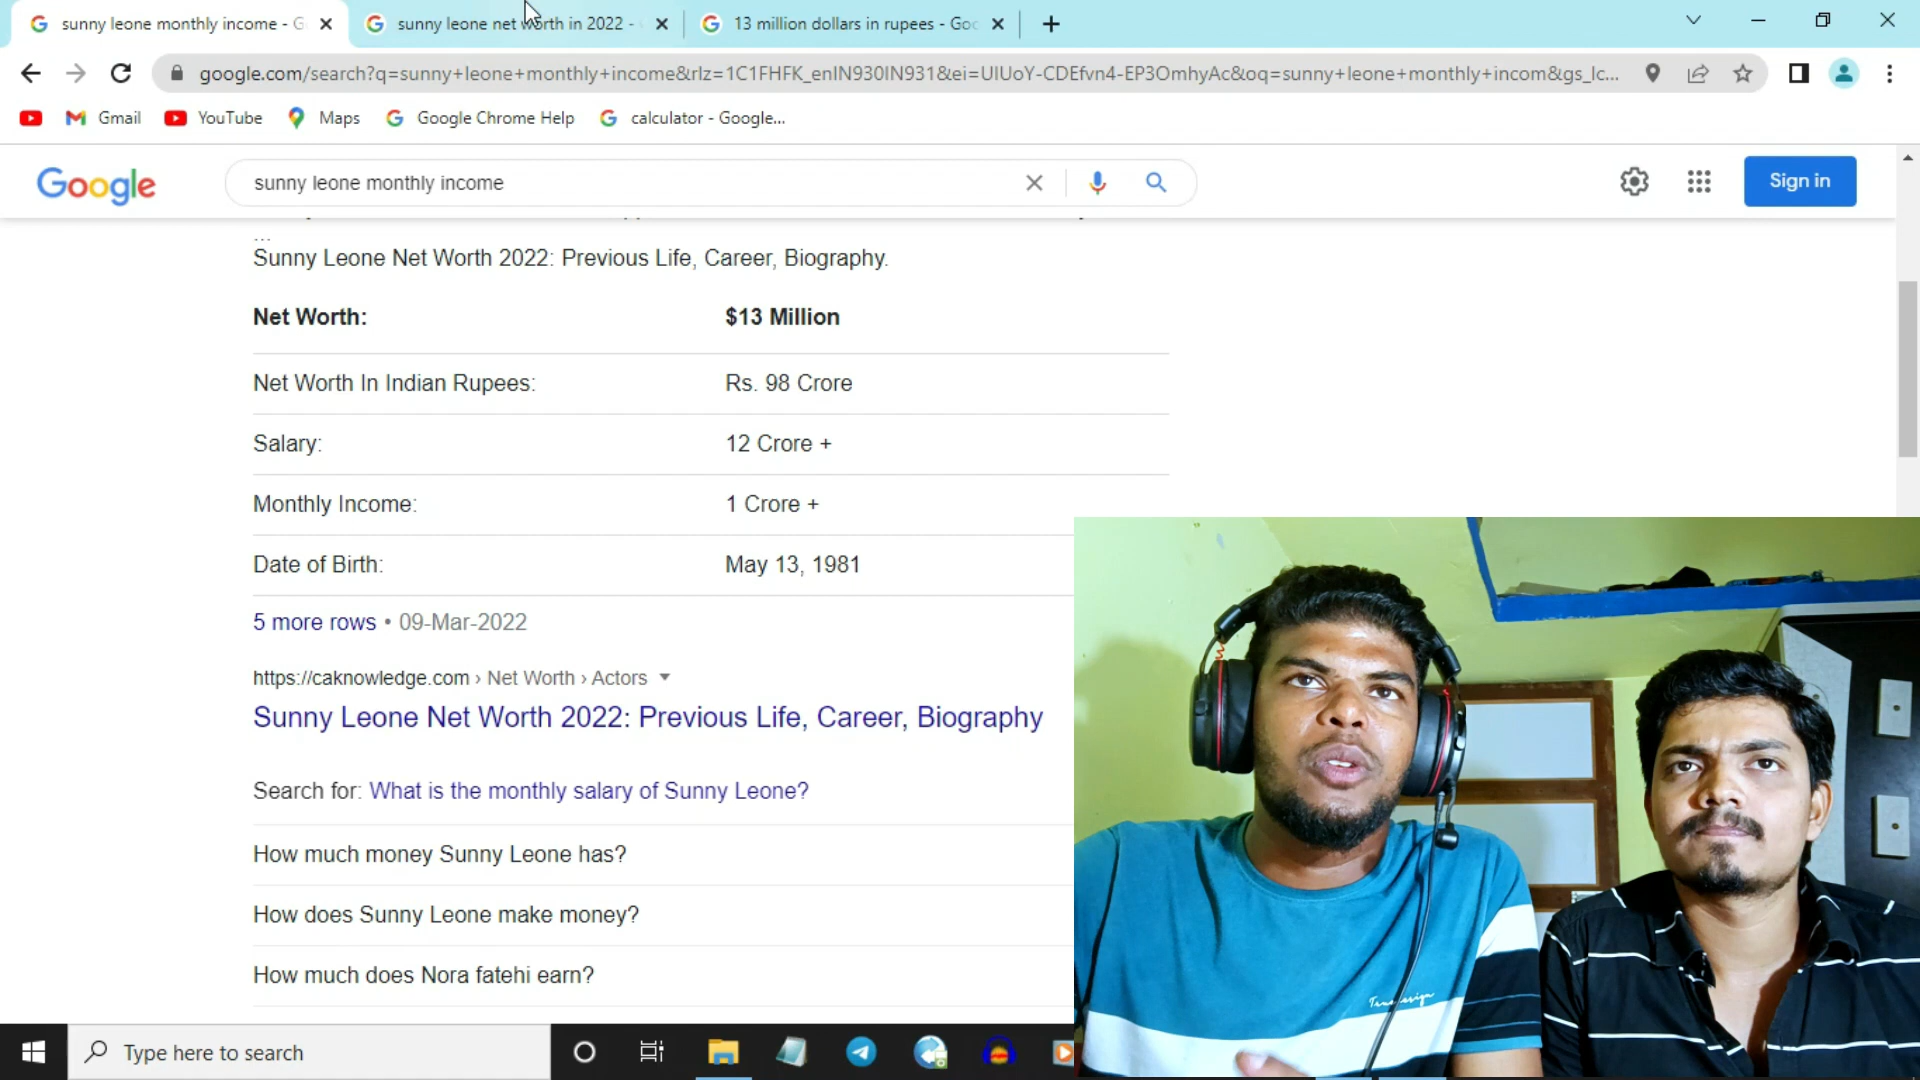 sunny leone monthly income - G
sunny leone net worth in 2022 -
13 million dollars in rupees - Goo
google.com/search?q=sunny+leone+monthly+income&rlz=1C1FHFK_enIN930IN931&ei=UIUoY-CDEfvn4-EP3OmhyAc&oq=sunny+leone+monthly+incom&gs_lc...
Gmail
YouTube
Maps
Google Chrome Help
calculator - Google...
Google
sunny leone monthly income
Sign in
...
Sunny Leone Net Worth 2022: Previous Life, Career, Biography.
Net Worth: $13 Million
Net Worth In Indian Rupees: Rs. 98 Crore
Salary: 12 Crore +
Monthly Income: 1 Crore +
Date of Birth: May 13, 1981
5 more rows • 09-Mar-2022
https://caknowledge.com › Net Worth › Actors
Sunny Leone Net Worth 2022: Previous Life, Career, Biography
Search for: What is the monthly salary of Sunny Leone?
How much money Sunny Leone has?
How does Sunny Leone make money?
How much does Nora fatehi earn?
Type here to search